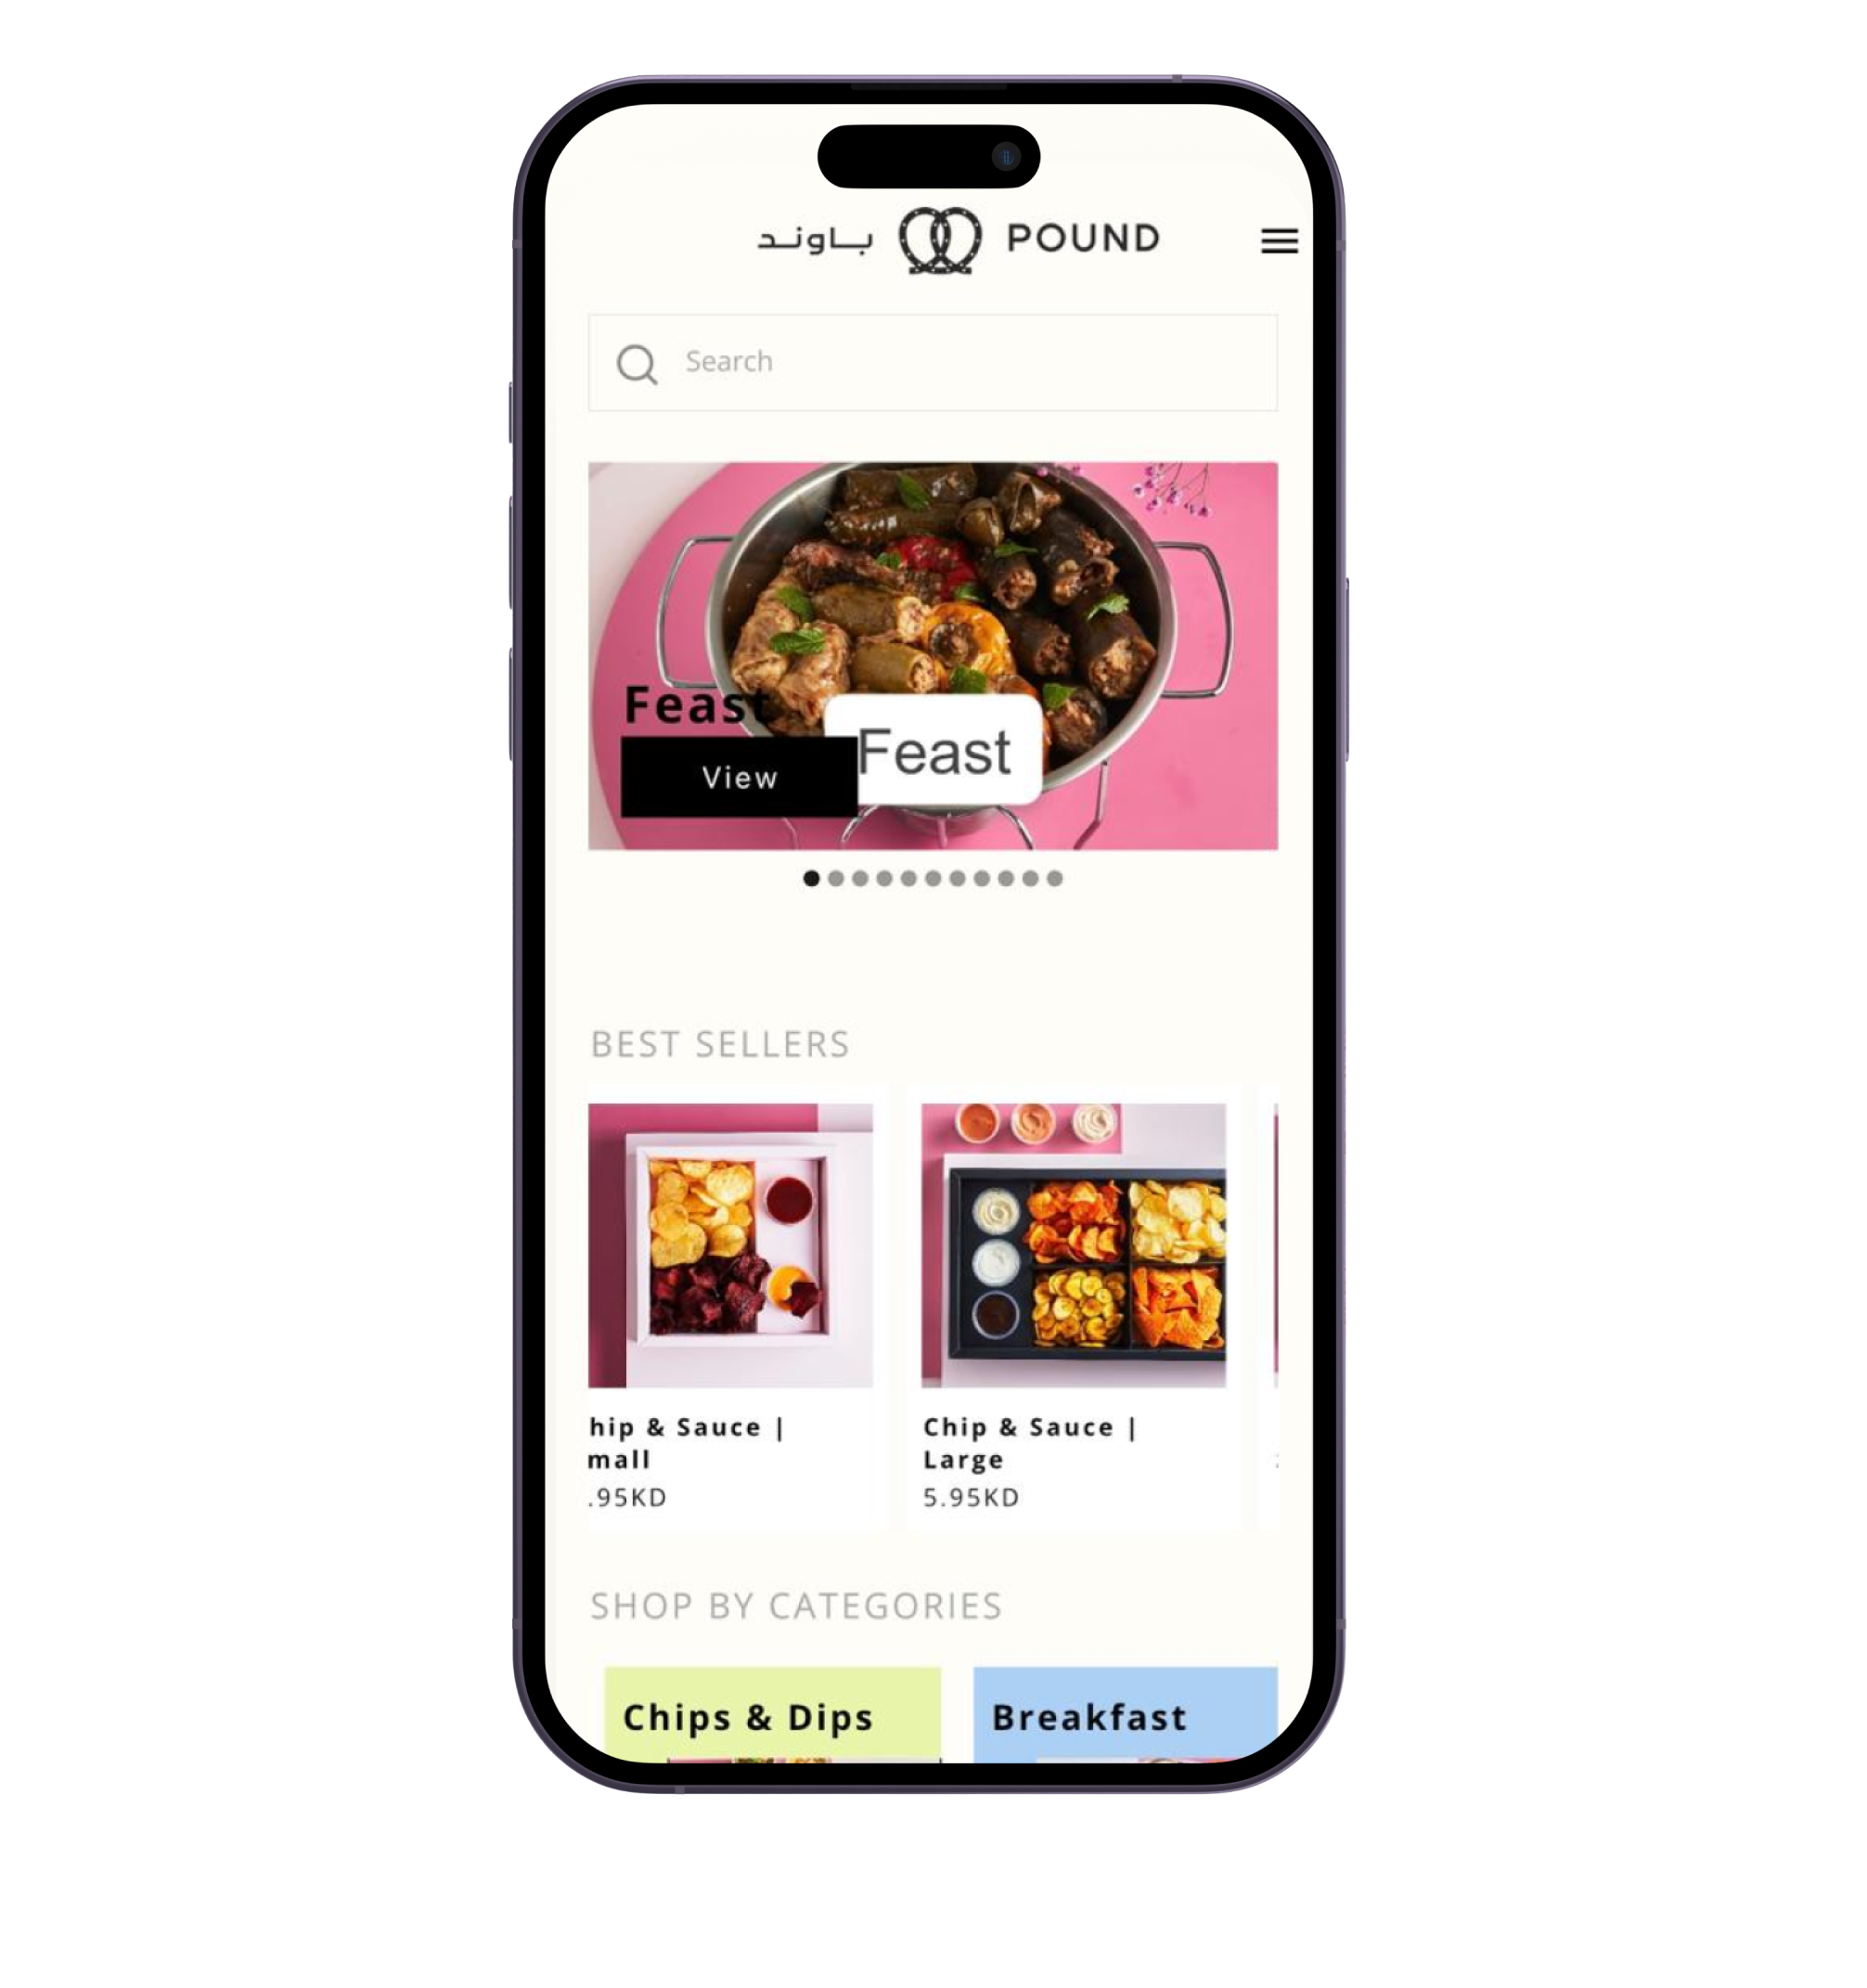 باوند POUND
Search
Feast
Feast
View
BEST SELLERS
hip & Sauce |
mall
.95KD
Chip & Sauce |
Large
5.95KD
SHOP BY CATEGORIES
Chips & Dips
Breakfast